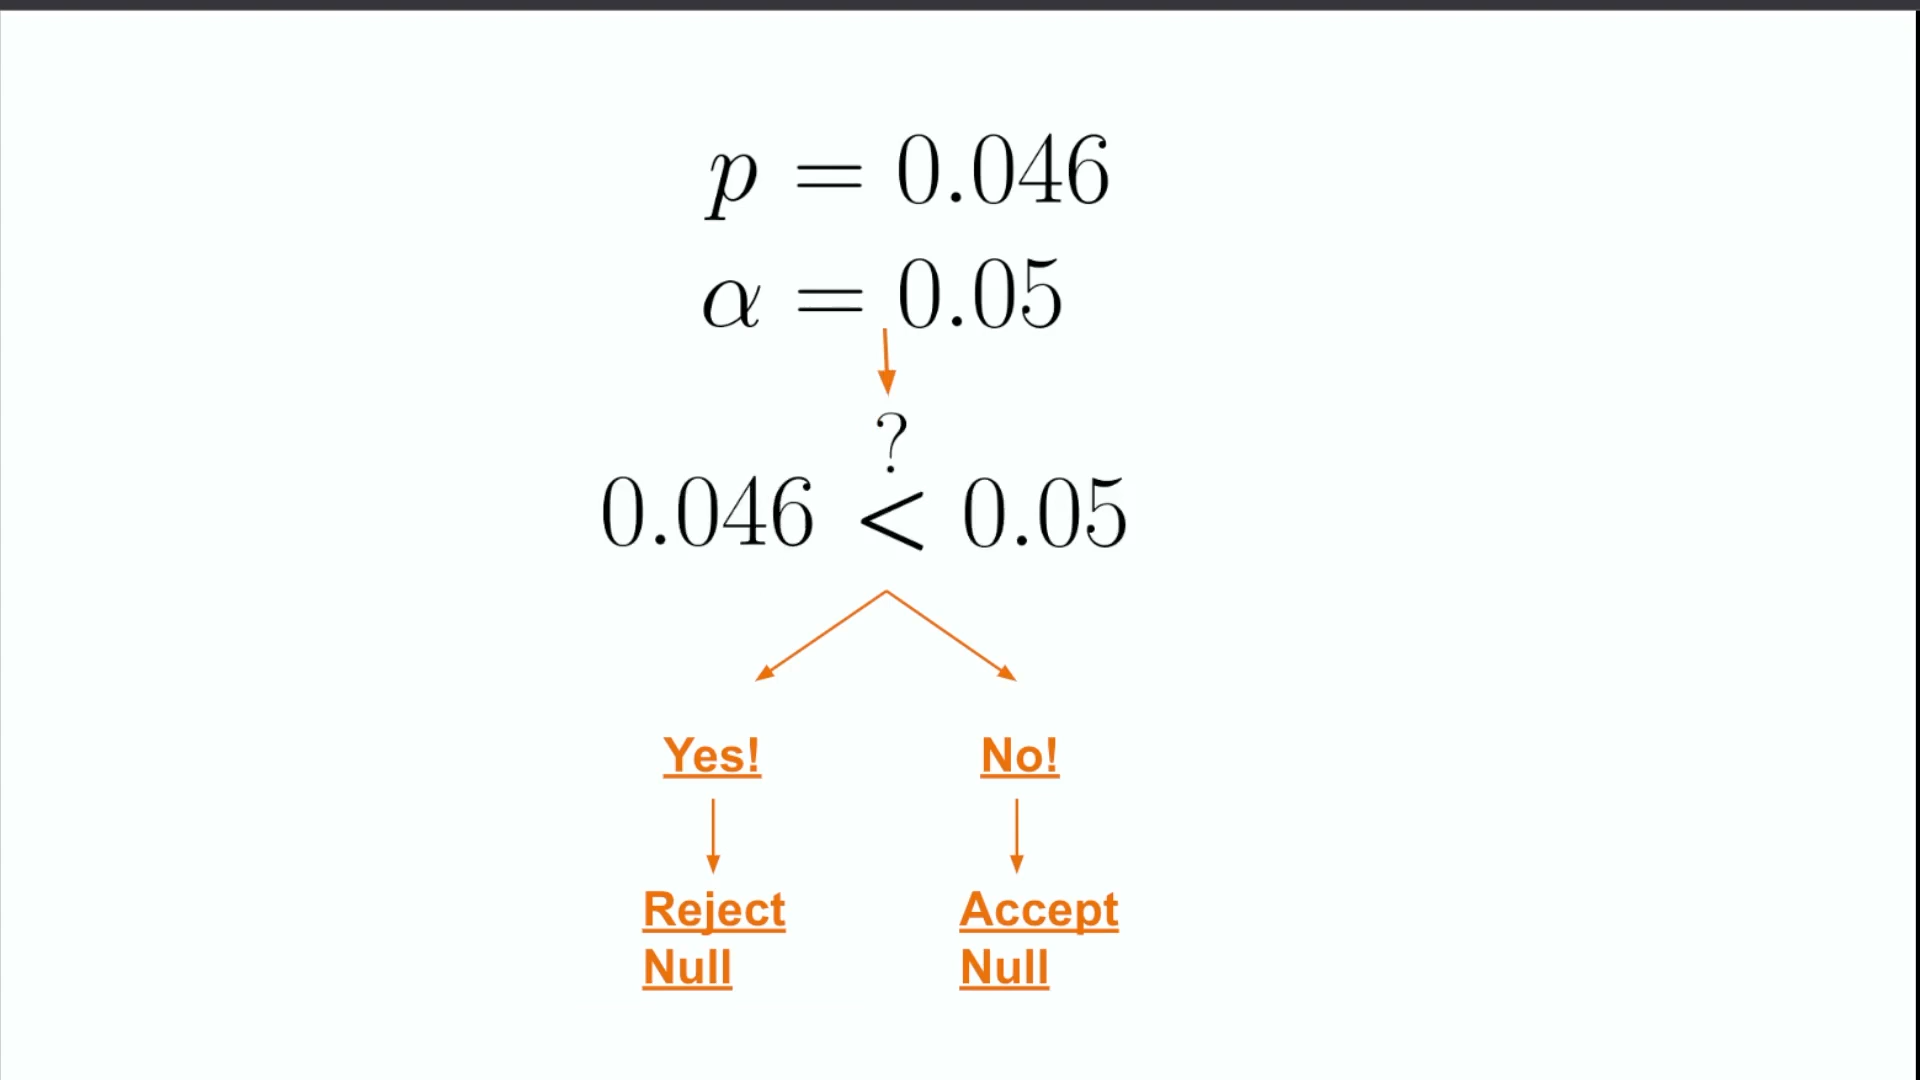 p = 0.046
α = 0.05
?
0.046 < 0.05
Yes! No!
Reject Accept
Null Null